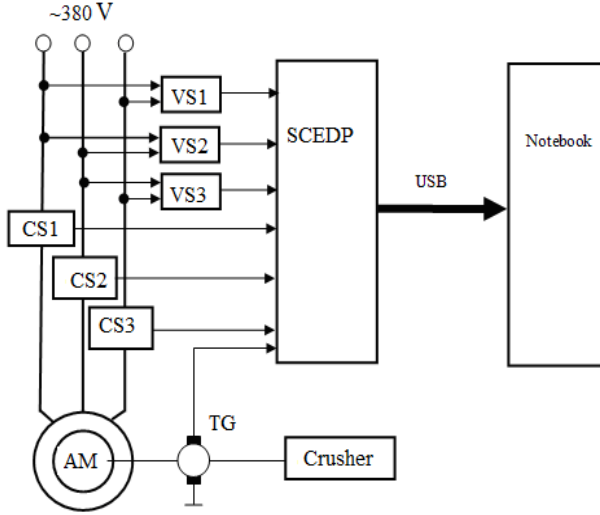 ~380 V
VS1
SCEDP
VS2
Notebook
VS3
USB
CS1
CS2
CS3
TG
AM
Crusher